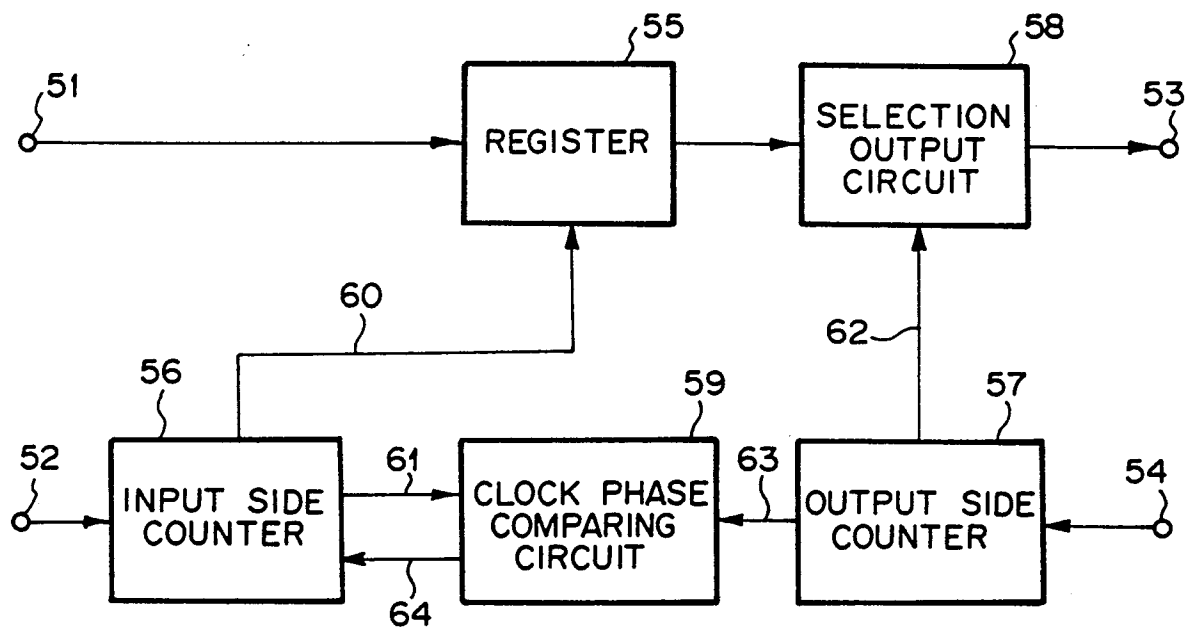 55
58
51
53
REGISTER
SELECTION
OUTPUT
CIRCUIT
60
62
56
59
57
52
61
63
54
INPUT SIDE
COUNTER
CLOCK PHASE
COMPARING
CIRCUIT
OUTPUT SIDE
COUNTER
64